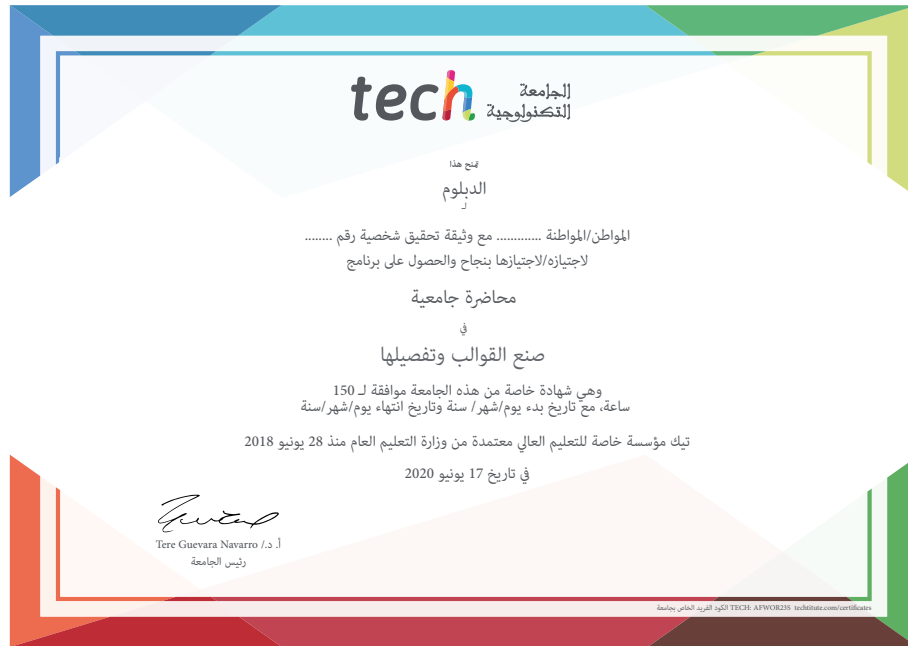 tech
الجامعة
التكنولوجية
تمنح هذا
الدبلوم
لـ
المواطن/المواطنة ............. مع وثيقة تحقيق شخصية رقم ........
لاجتيازه/لاجتيازها بنجاح والحصول على برنامج
محاضرة جامعية
في
صنع القوالب وتفصيلها
وهي شهادة خاصة من هذه الجامعة موافقة لـ 150
ساعة، مع تاريخ بدء يوم/شهر/ سنة وتاريخ انتهاء يوم/شهر/سنة
تيك مؤسسة خاصة للتعليم العالي معتمدة من وزارة التعليم العام منذ 28 يونيو 2018
في تاريخ 17 يونيو 2020
أ. د./ Tere Guevara Navarro
رئيس الجامعة
الكود الفريد الخاص بجامعة TECH: AFWOR23S techtitute.com/certificates